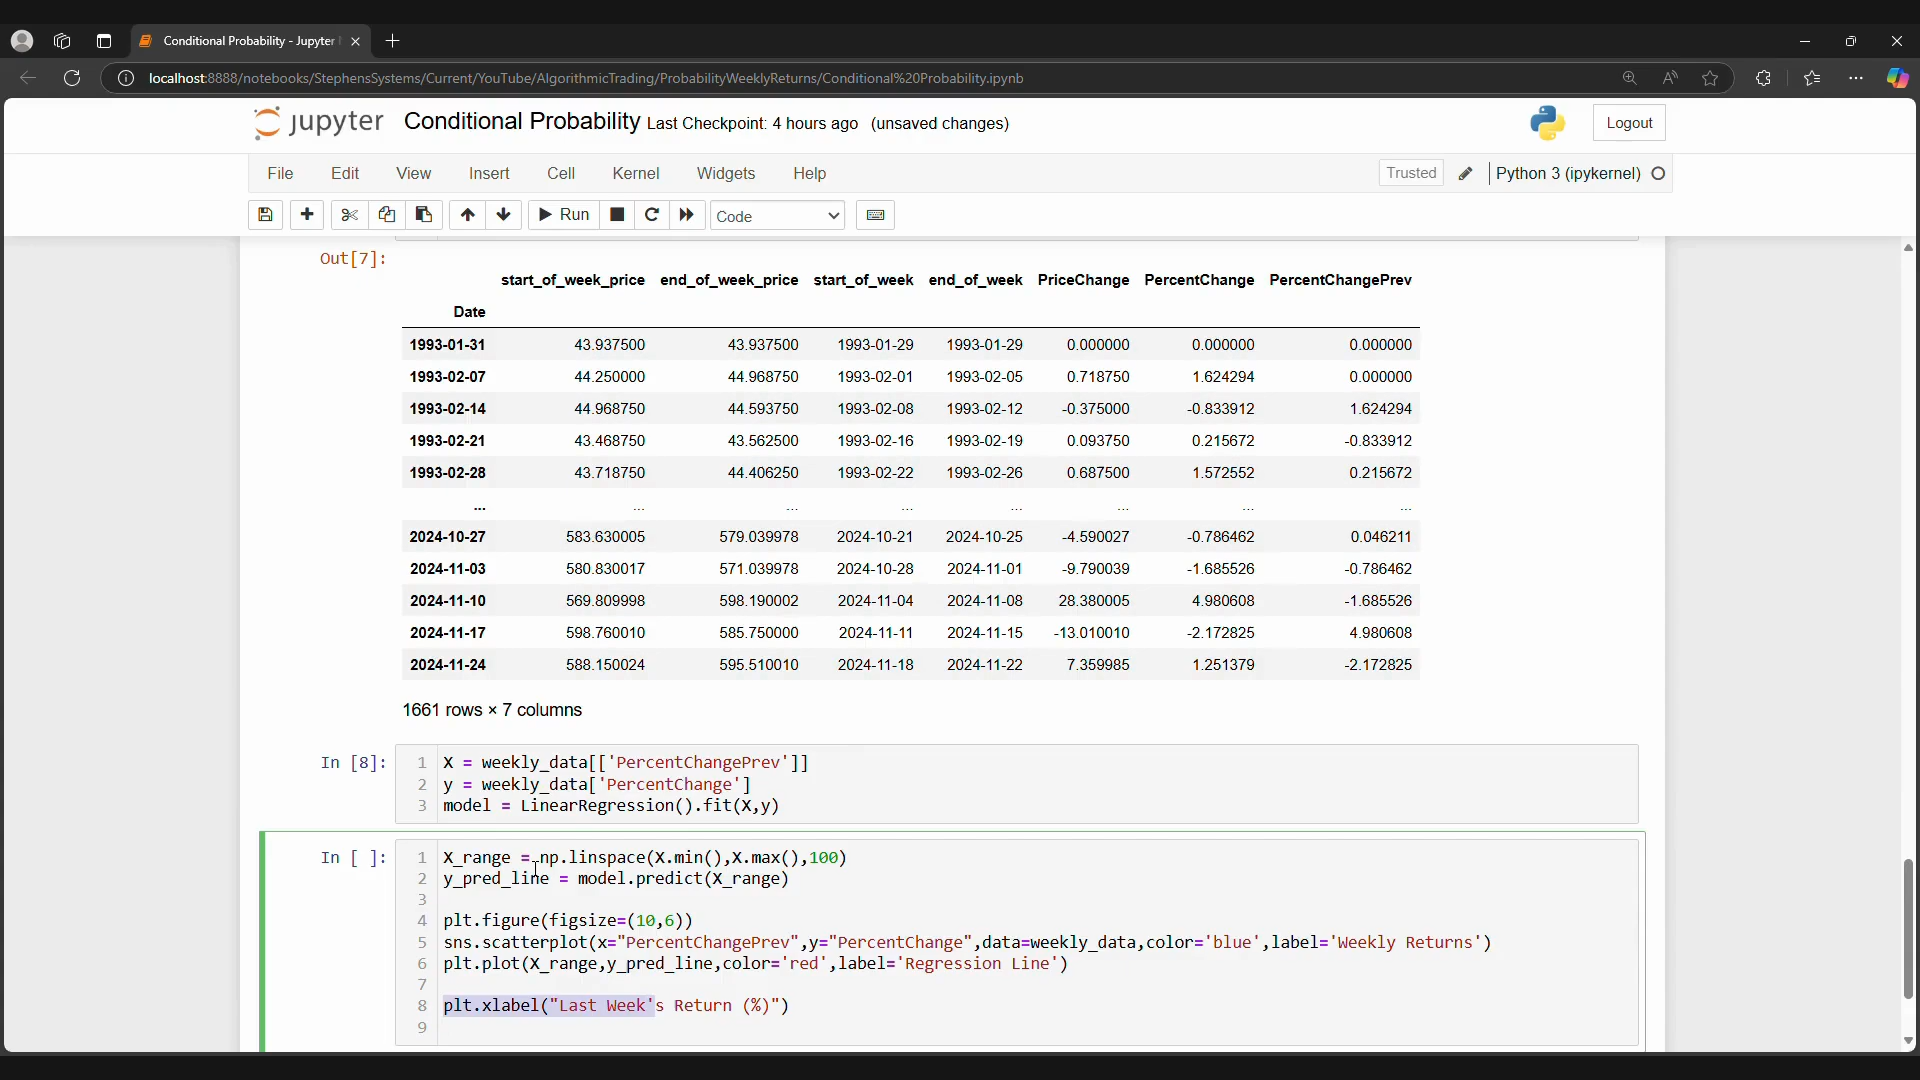 Conditional Probability - Jupyter
localhost:8888/notebooks/StephensSystems/Current/YouTube/AlgorithmicTrading/ProbabilityWeeklyReturns/Conditional%20Probability.ipynb
jupyter Conditional Probability Last Checkpoint: 4 hours ago (unsaved changes) Logout
File Edit View Insert Cell Kernel Widgets Help Trusted Python 3 (ipykernel)
Run Code
Out[7]:
start_of_week_price end_of_week_price start_of_week end_of_week PriceChange PercentChange PercentChangePrev
Date
1993-01-31 43.937500 43.937500 1993-01-29 1993-01-29 0.000000 0.000000 0.000000
1993-02-07 44.250000 44.968750 1993-02-01 1993-02-05 0.718750 1.624294 0.000000
1993-02-14 44.968750 44.593750 1993-02-08 1993-02-12 -0.375000 -0.833912 1.624294
1993-02-21 43.468750 43.562500 1993-02-16 1993-02-19 0.093750 0.215672 -0.833912
1993-02-28 43.718750 44.406250 1993-02-22 1993-02-26 0.687500 1.572552 0.215672
... ... ... ... ... ... ... ...
2024-10-27 583.630005 579.039978 2024-10-21 2024-10-25 -4.590027 -0.786462 0.046211
2024-11-03 580.830017 571.039978 2024-10-28 2024-11-01 -9.790039 -1.685526 -0.786462
2024-11-10 569.809998 598.190002 2024-11-04 2024-11-08 28.380005 4.980608 -1.685526
2024-11-17 598.760010 585.750000 2024-11-11 2024-11-15 -13.010010 -2.172825 4.980608
2024-11-24 588.150024 595.510010 2024-11-18 2024-11-22 7.359985 1.251379 -2.172825
1661 rows × 7 columns
In [8]: 1 X = weekly_data[['PercentChangePrev']]
2 y = weekly_data['PercentChange']
3 model = LinearRegression().fit(X,y)
In [ ]: 1 X_range = np.linspace(X.min(),X.max(),100)
2 y_pred_line = model.predict(X_range)
3
4 plt.figure(figsize=(10,6))
5 sns.scatterplot(x="PercentChangePrev",y="PercentChange",data=weekly_data,color='blue',label='Weekly Returns')
6 plt.plot(X_range,y_pred_line,color='red',label='Regression Line')
7
8 plt.xlabel("Last Week's Return (%)")
9